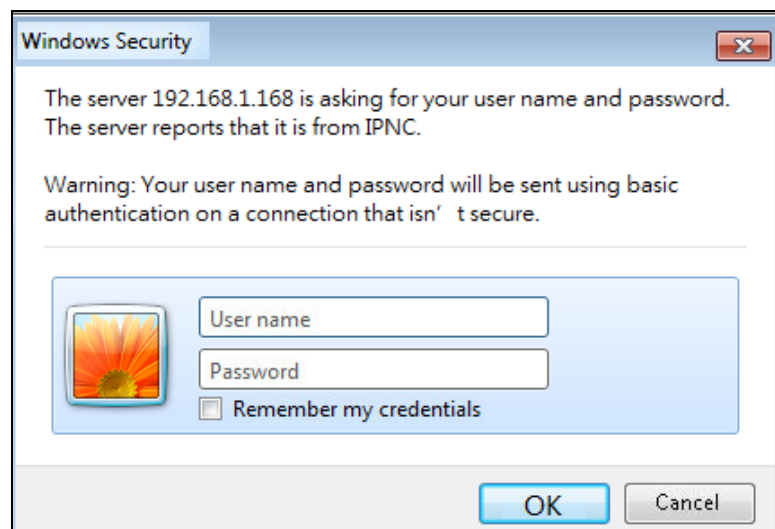 Windows Security
The server 192.168.1.168 is asking for your user name and password.
The server reports that it is from IPNC.
Warning: Your user name and password will be sent using basic
authentication on a connection that isn’ t secure.
User name
Password
Remember my credentials
OK
Cancel